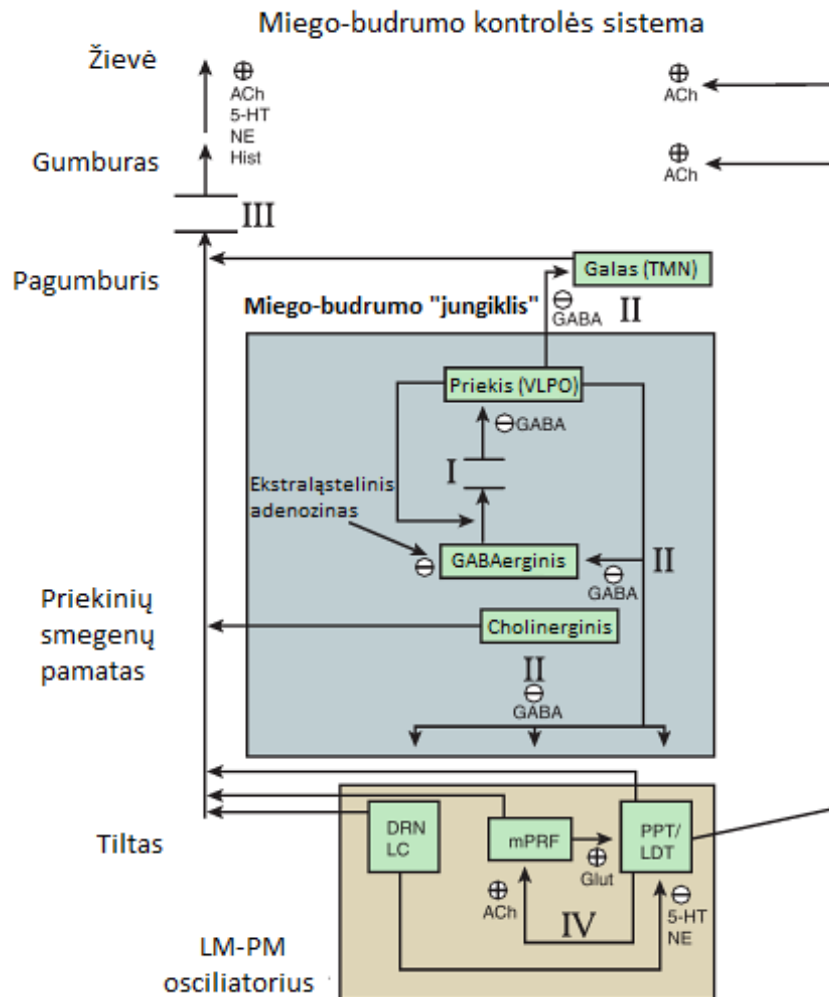 Miego-budrumo kontrolės sistema
Žievė
⊕
ACh
5-HT
NE
Hist
⊕
ACh
Gumburas
⊕
ACh
III
Pagumburis
Galas (TMN)
Miego-budrumo "jungiklis"
⊖
GABA
II
Priekis (VLPO)
⊖GABA
I
Ekstraląstelinis
adenozinas
⊖
GABAerginis
II
⊖
GABA
Priekinių
smegenų
pamatas
Cholinerginis
II
⊖
GABA
Tiltas
DRN
LC
mPRF
PPT/
LDT
⊕
Glut
⊕
ACh
IV
⊖
5-HT
NE
LM-PM
osciliatorius